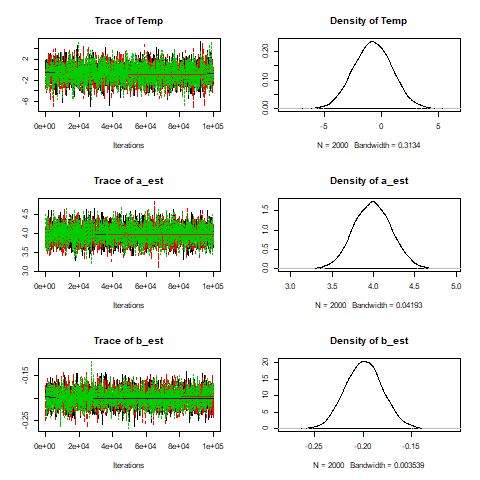 Trace of Temp
2
-2
-6
0e+00 2e+04 4e+04 6e+04 8e+04 1e+05
Iterations
Density of Temp
0.20
0.10
0.00
-5 0 5
N = 2000 Bandwidth = 0.3134
Trace of a_est
4.5
4.0
3.5
3.0
0e+00 2e+04 4e+04 6e+04 8e+04 1e+05
Iterations
Density of a_est
1.5
1.0
0.5
0.0
3.0 3.5 4.0 4.5 5.0
N = 2000 Bandwidth = 0.04193
Trace of b_est
-0.15
-0.25
0e+00 2e+04 4e+04 6e+04 8e+04 1e+05
Iterations
Density of b_est
20
15
10
5
0
-0.25 -0.20 -0.15
N = 2000 Bandwidth = 0.003539